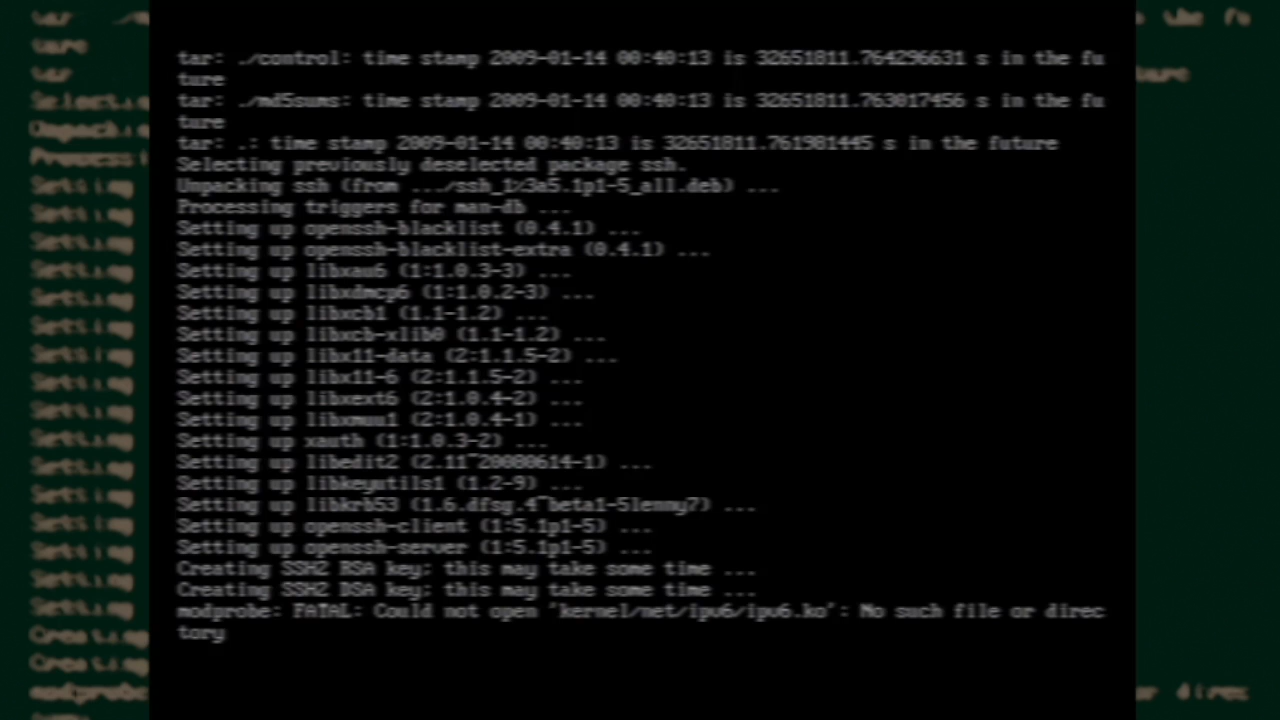 tar: ./control: time stamp 2009-01-14 00:40:13 is 32651811.764296631 s in the fu
ture
tar: ./md5sums: time stamp 2009-01-14 00:40:13 is 32651811.763017456 s in the fu
ture
tar: .: time stamp 2009-01-14 00:40:13 is 32651811.761981445 s in the future
Selecting previously deselected package ssh.
Unpacking ssh (from .../ssh_1%3a5.1p1-5_all.deb) ...
Processing triggers for man-db ...
Setting up openssh-blacklist (0.4.1) ...
Setting up openssh-blacklist-extra (0.4.1) ...
Setting up libxau6 (1:1.0.3-3) ...
Setting up libxdmcp6 (1:1.0.2-3) ...
Setting up libxcb1 (1.1-1.2) ...
Setting up libxcb-xlib0 (1.1-1.2) ...
Setting up libx11-data (2:1.1.5-2) ...
Setting up libx11-6 (2:1.1.5-2) ...
Setting up libxext6 (2:1.0.4-2) ...
Setting up libxmuu1 (2:1.0.4-1) ...
Setting up xauth (1:1.0.3-2) ...
Setting up libedit2 (2.11~20080614-1) ...
Setting up libkeyutils1 (1.2-9) ...
Setting up libkrb53 (1.6.dfsg.4~beta1-5lenny7) ...
Setting up openssh-client (1:5.1p1-5) ...
Setting up openssh-server (1:5.1p1-5) ...
Creating SSH2 RSA key; this may take some time ...
Creating SSH2 DSA key; this may take some time ...
modprobe: FATAL: Could not open 'kernel/net/ipv6/ipv6.ko': No such file or direc
tory